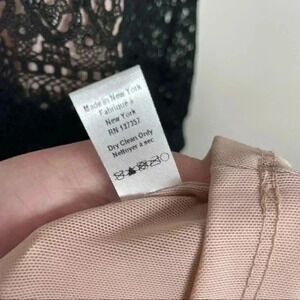 Made in New York
Fabriqué à
New York
RN 137357
Dry Clean Only
Nettoyer à sec